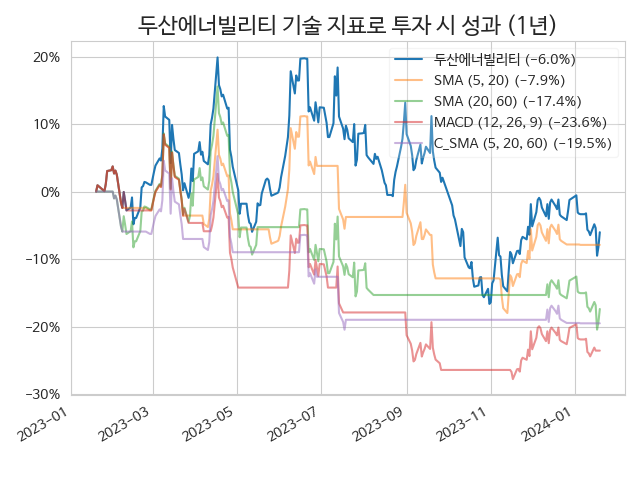 두산에너빌리티 기술 지표로 투자 시 성과 (1년)
두산에너빌리티 (−6.0%)
SMA (5, 20) (−7.9%)
SMA (20, 60) (−17.4%)
MACD (12, 26, 9) (−23.6%)
C_SMA (5, 20, 60) (−19.5%)
20%
10%
0%
−10%
−20%
−30%
2023−01
2023−03
2023−05
2023−07
2023−09
2023−11
2024−01